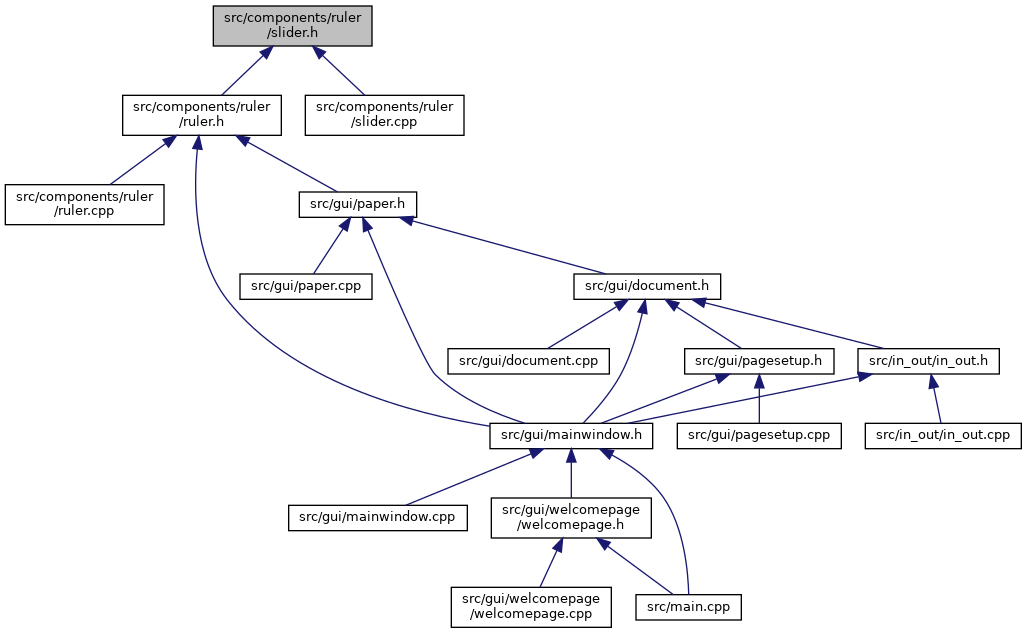 src/components/ruler
/slider.h
src/components/ruler
/ruler.h
src/components/ruler
/slider.cpp
src/components/ruler
/ruler.cpp
src/gui/paper.h
src/gui/paper.cpp
src/gui/document.h
src/gui/document.cpp
src/gui/pagesetup.h
src/in_out/in_out.h
src/gui/mainwindow.h
src/gui/pagesetup.cpp
src/in_out/in_out.cpp
src/gui/mainwindow.cpp
src/gui/welcomepage
/welcomepage.h
src/gui/welcomepage
/welcomepage.cpp
src/main.cpp